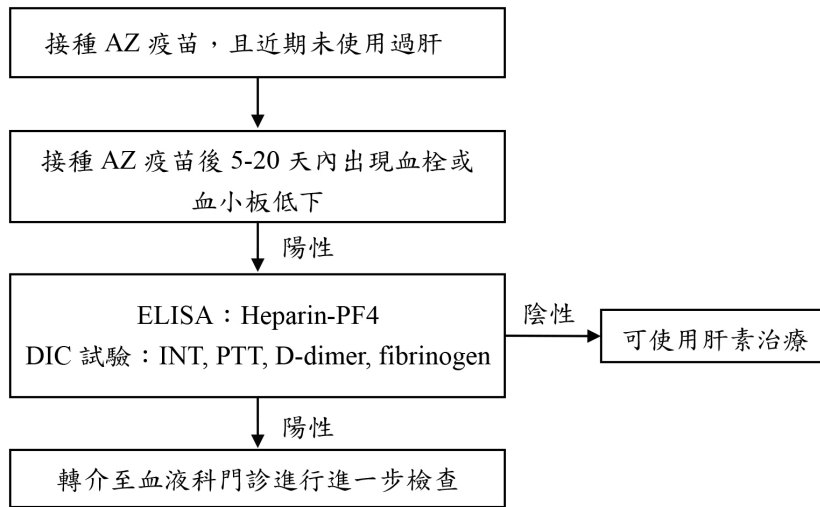 接種 AZ 疫苗，且近期未使用過肝
接種 AZ 疫苗後 5-20 天內出現血栓或
血小板低下
陽性
ELISA：Heparin-PF4
DIC 試驗：INT, PTT, D-dimer, fibrinogen
陰性
可使用肝素治療
陽性
轉介至血液科門診進行進一步檢查